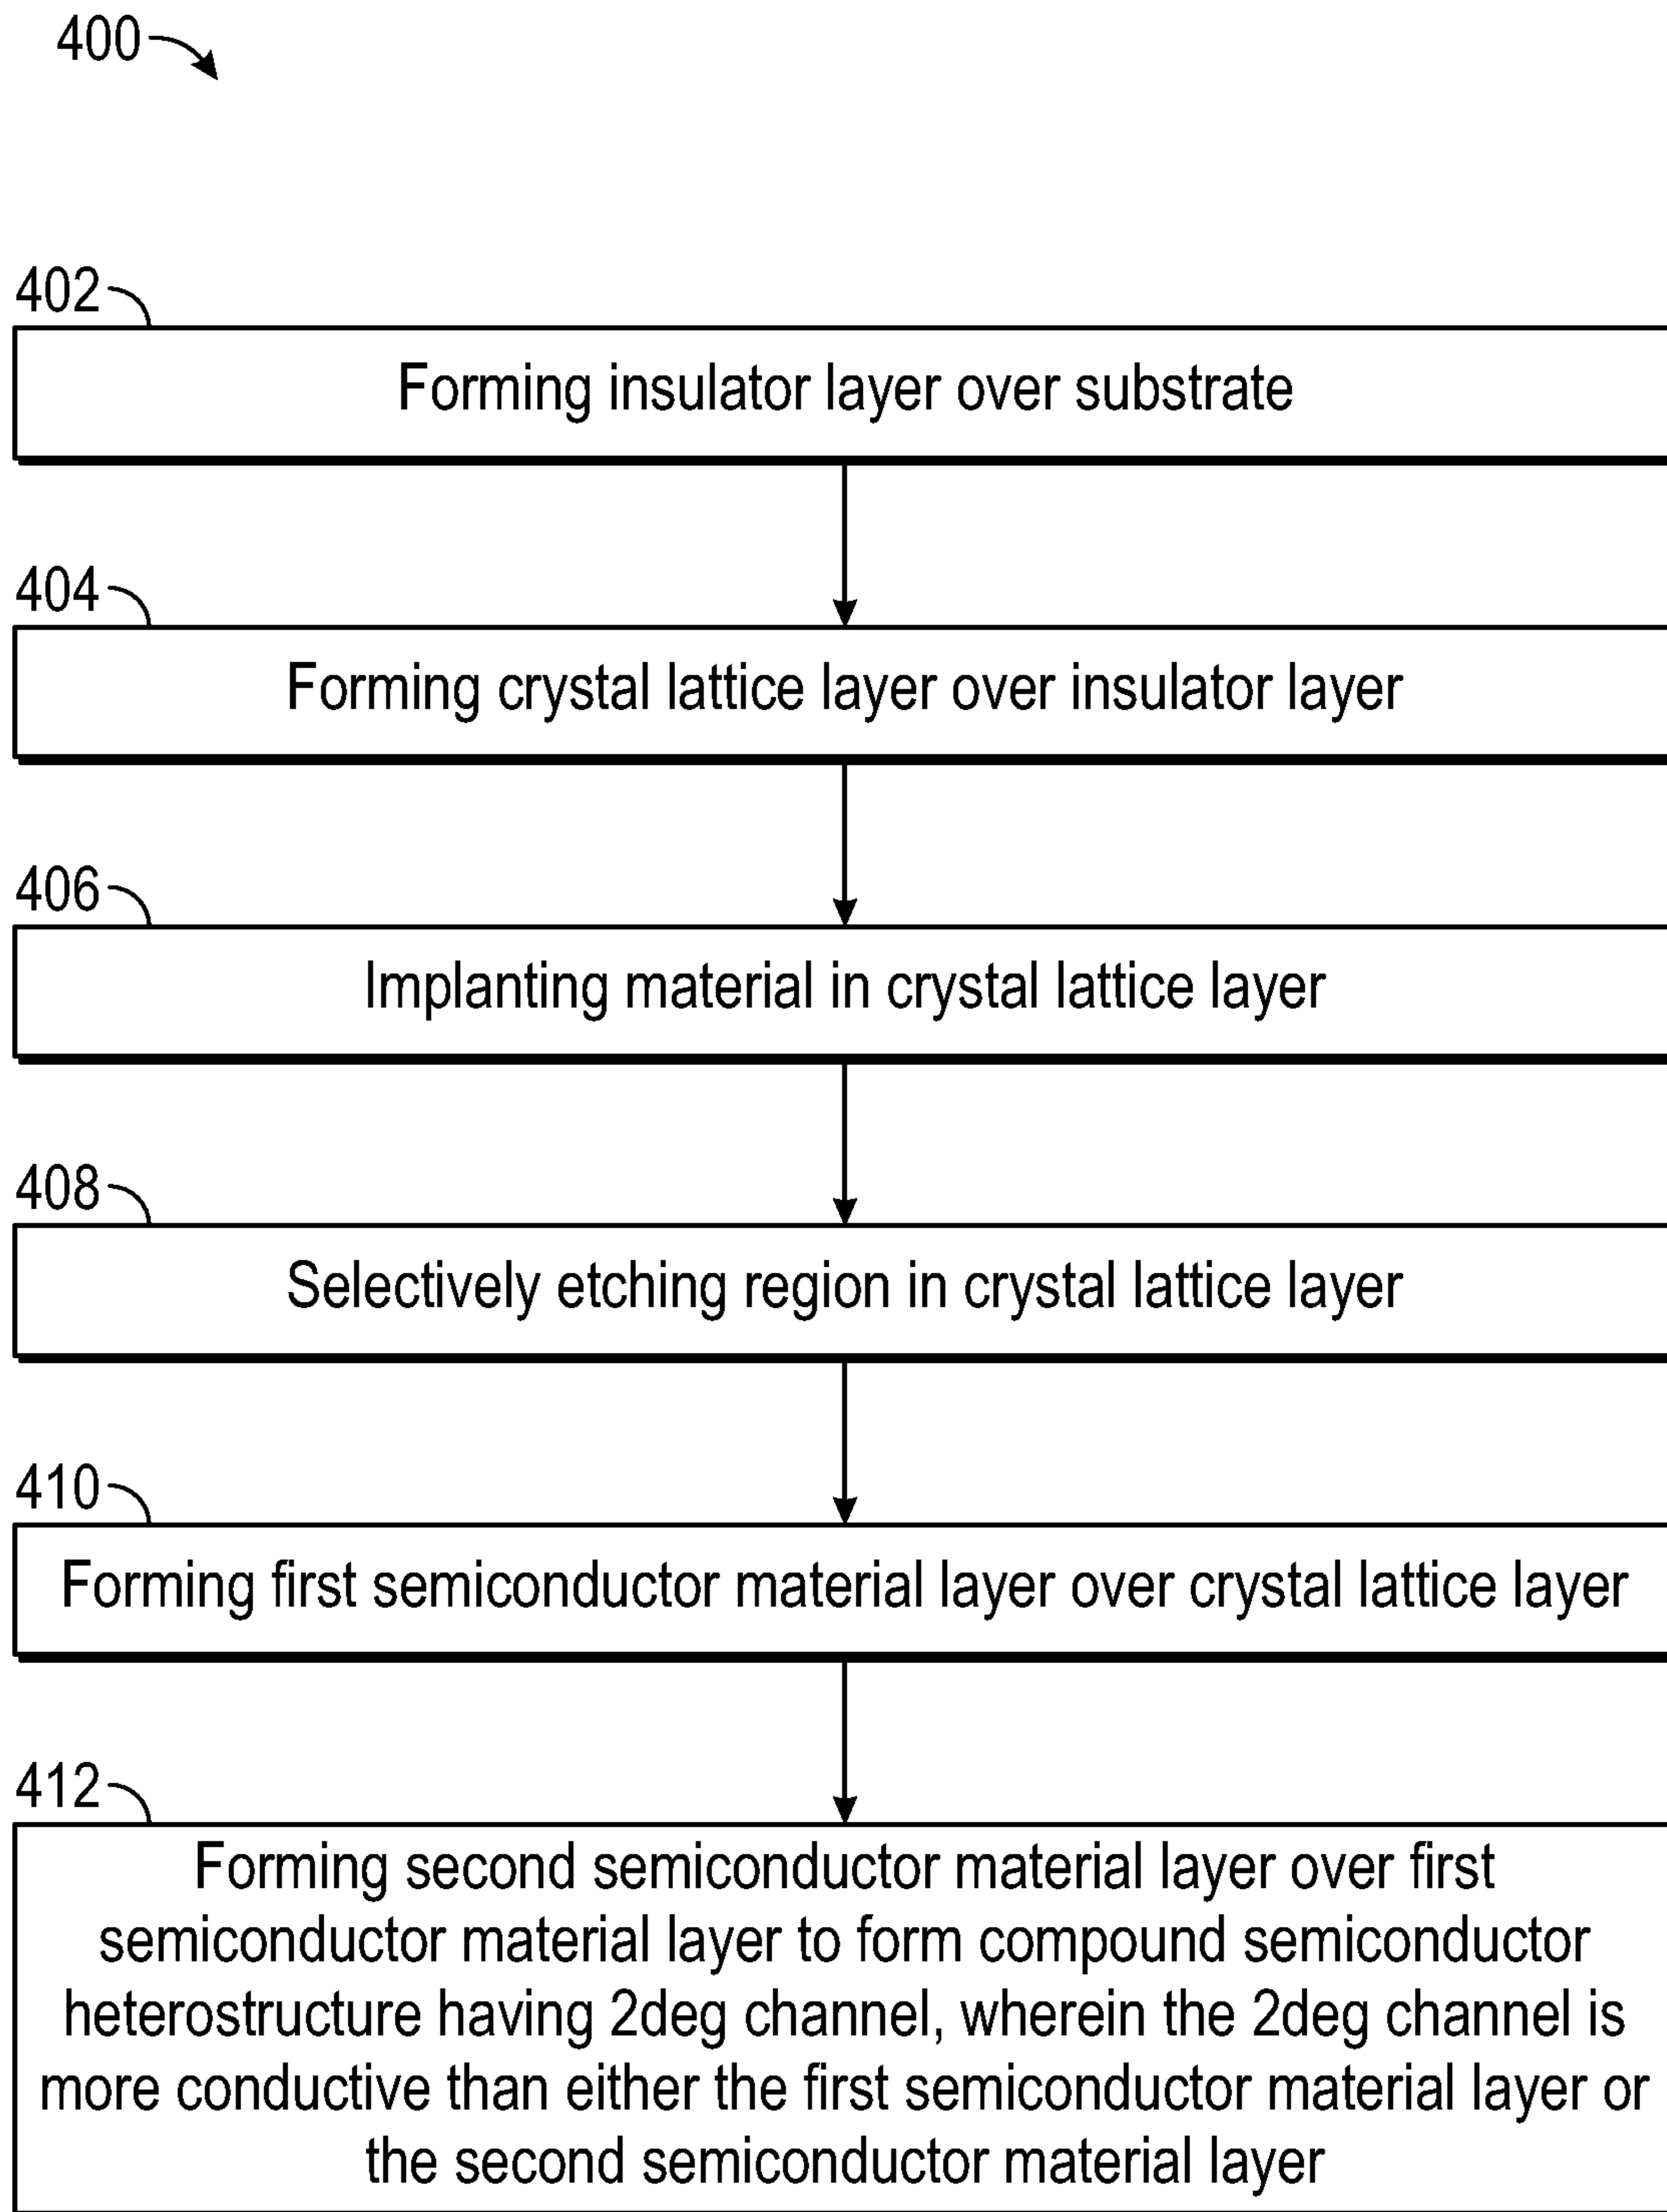 400
402
Forming insulator layer over substrate
404
Forming crystal lattice layer over insulator layer
406
Implanting material in crystal lattice layer
408
Selectively etching region in crystal lattice layer
410
Forming first semiconductor material layer over crystal lattice layer
412
Forming second semiconductor material layer over first
semiconductor material layer to form compound semiconductor
heterostructure having 2deg channel, wherein the 2deg channel is
more conductive than either the first semiconductor material layer or
the second semiconductor material layer